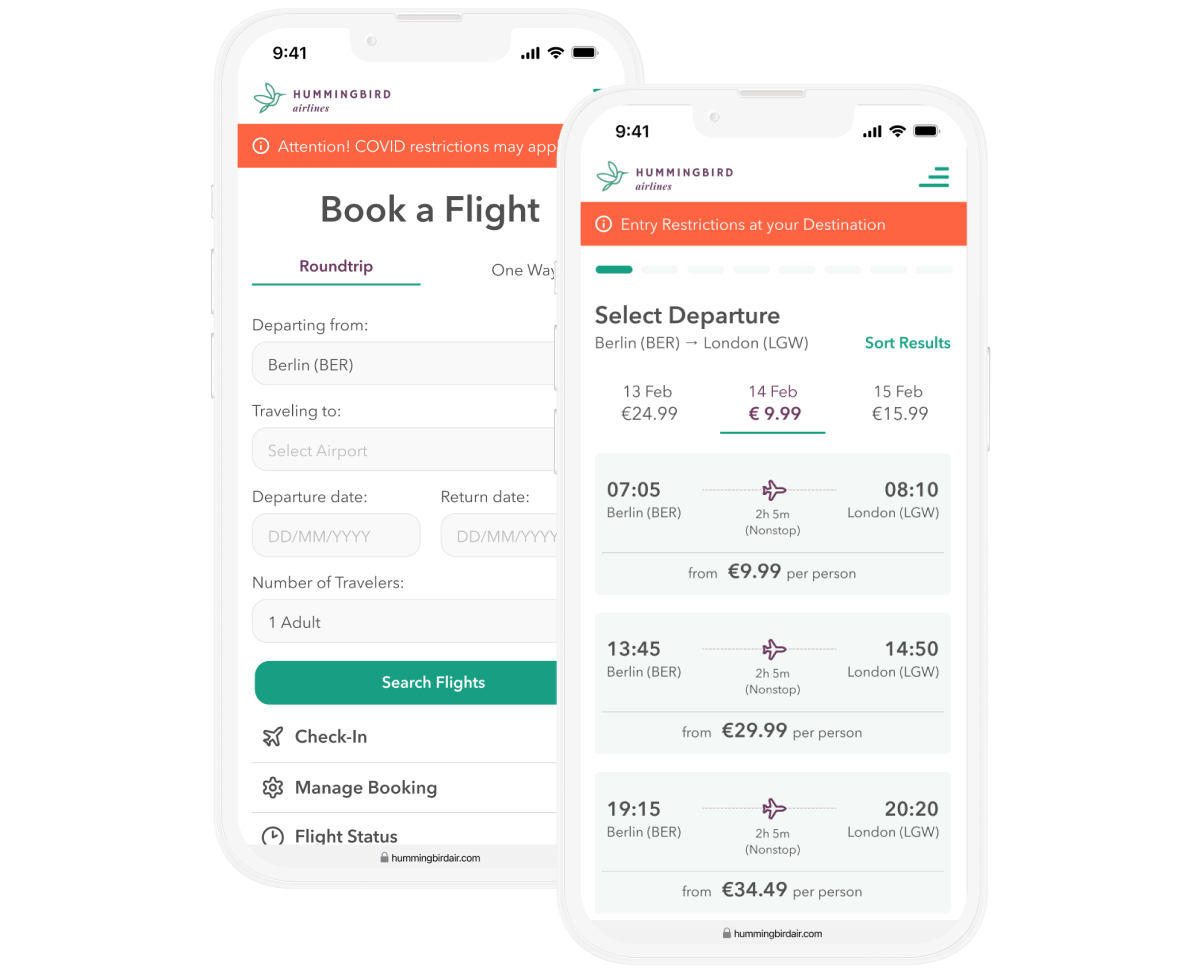 9:41
HUMMINGBIRD
airlines
Attention! COVID restrictions may app
Book a Flight
Roundtrip One Way
Departing from:
Berlin (BER)
Traveling to:
Select Airport
Departure date: Return date:
DD/MM/YYYY DD/MM/YYYY
Number of Travelers:
1 Adult
Search Flights
Check-In
Manage Booking
Flight Status
hummingbirdair.com
9:41
HUMMINGBIRD
airlines
Entry Restrictions at your Destination
Select Departure
Berlin (BER) → London (LGW) Sort Results
13 Feb 14 Feb 15 Feb
€24.99 € 9.99 €15.99
07:05 08:10
Berlin (BER) 2h 5m London (LGW)
(Nonstop)
from €9.99 per person
13:45 14:50
Berlin (BER) 2h 5m London (LGW)
(Nonstop)
from €29.99 per person
19:15 20:20
Berlin (BER) 2h 5m London (LGW)
(Nonstop)
from €34.49 per person
hummingbirdair.com